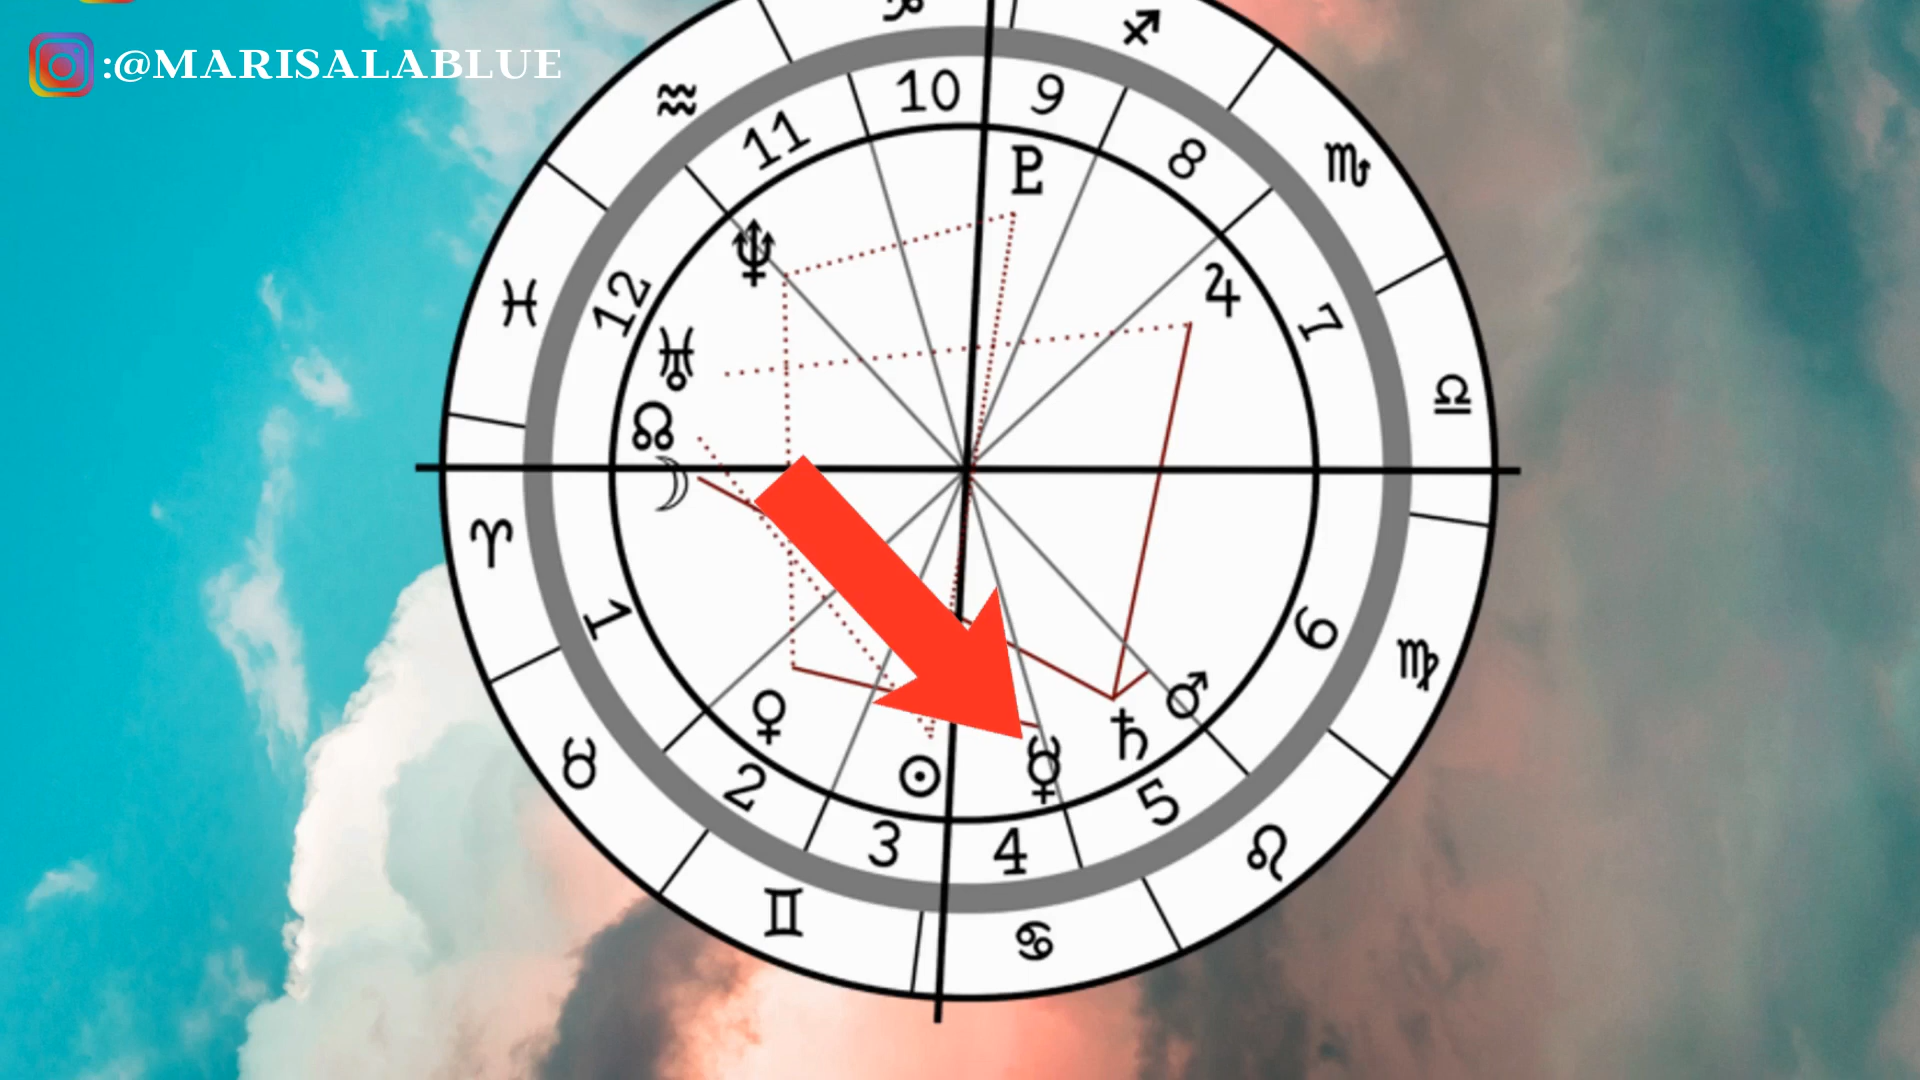 :@MARISALABLUE
♑ ♐
10 9
♒ 11 8 ♏
♇
♆
♓ 12 ♃ 7
♅
☊ ♎
☽
♈
1 6 ♍
♀ ♂
♄
♉ 2 ☉ ☿ 5
3 4 ♌
♊ ♋